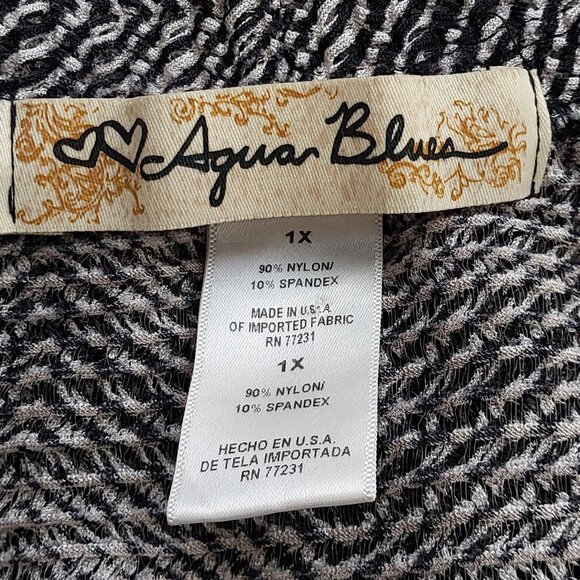 Agua Blues
1X
90% NYLON/
10% SPANDEX
MADE IN U.S.A
OF IMPORTED FABRIC
RN 77231
1X
90% NYLON/
10% SPANDEX
HECHO EN U.S.A.
DE TELA IMPORTADA
RN 77231